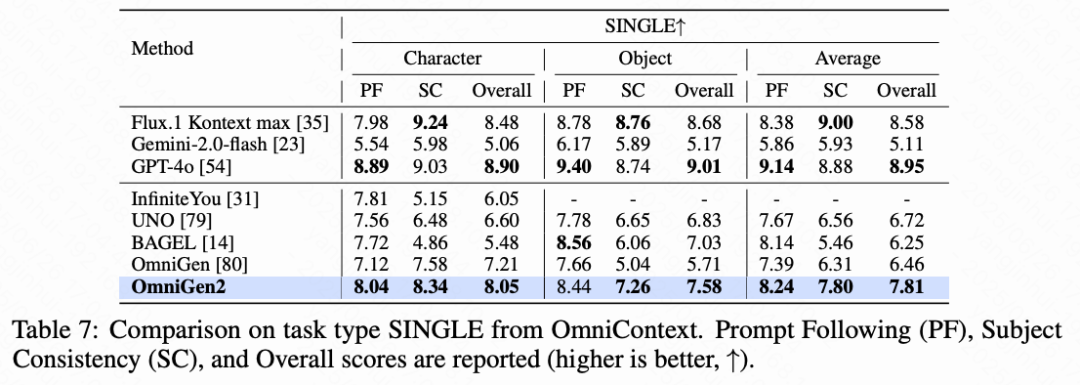 SINGLE↑
Method
Character Object Average
PF SC Overall PF SC Overall PF SC Overall
Flux.1 Kontext max [35] 7.98 9.24 8.48 8.78 8.76 8.68 8.38 9.00 8.58
Gemini-2.0-flash [23] 5.54 5.98 5.06 6.17 5.89 5.17 5.86 5.93 5.11
GPT-4o [54] 8.89 9.03 8.90 9.40 8.74 9.01 9.14 8.88 8.95
InfiniteYou [31] 7.81 5.15 6.05 - - - - - -
UNO [79] 7.56 6.48 6.60 7.78 6.65 6.83 7.67 6.56 6.72
BAGEL [14] 7.72 4.86 5.48 8.56 6.06 7.03 8.14 5.46 6.25
OmniGen [80] 7.12 7.58 7.21 7.66 5.04 5.71 7.39 6.31 6.46
OmniGen2 8.04 8.34 8.05 8.44 7.26 7.58 8.24 7.80 7.81
Table 7: Comparison on task type SINGLE from OmniContext. Prompt Following (PF), Subject
Consistency (SC), and Overall scores are reported (higher is better, ↑).